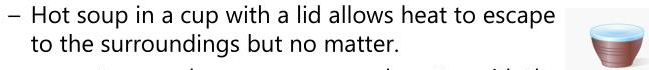 – Hot soup in a cup with a lid allows heat to escape
to the surroundings but no matter.